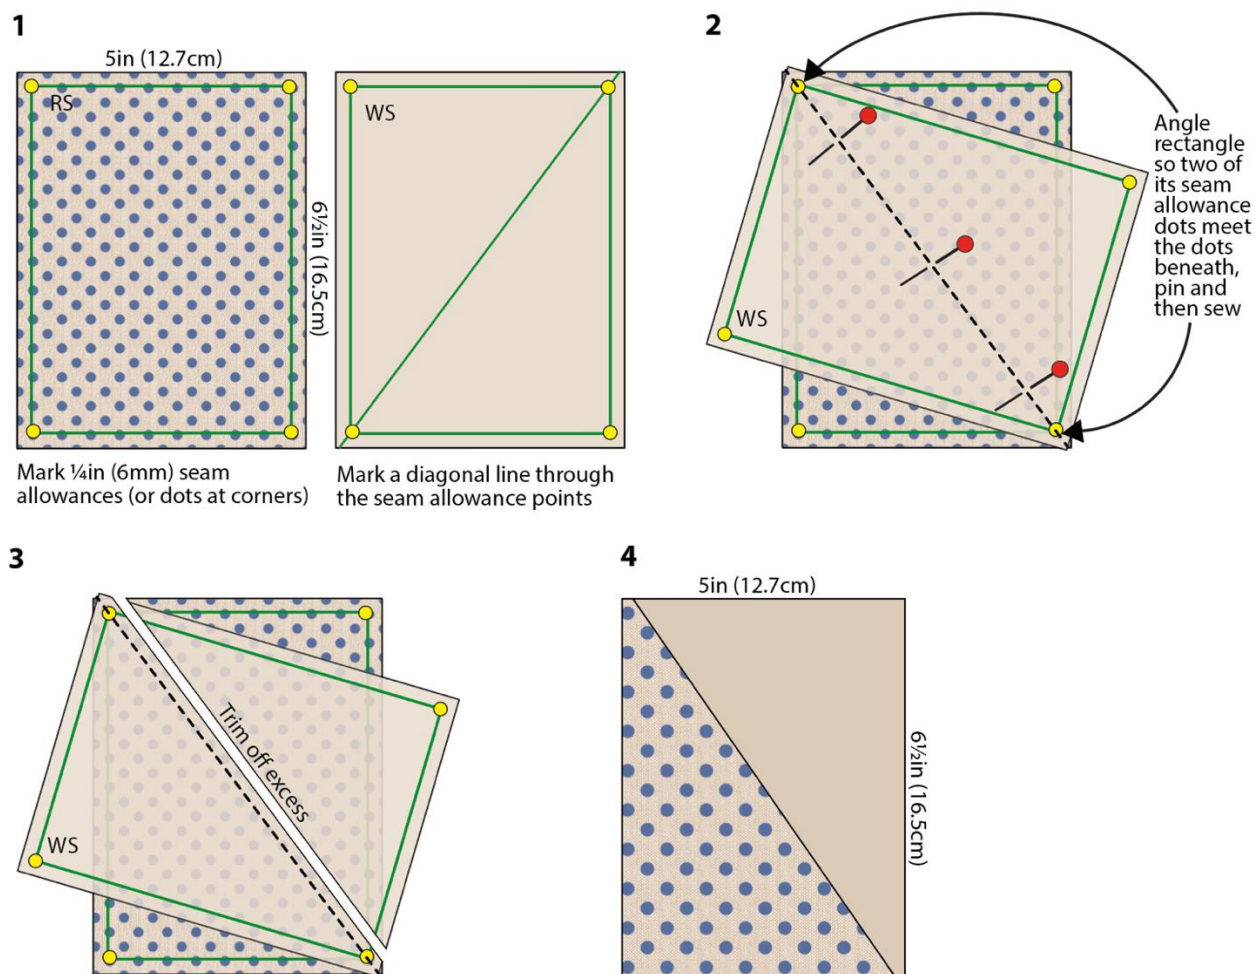 1
5in (12.7cm)
RS
6½in (16.5cm)
WS
Mark ¼in (6mm) seam
allowances (or dots at corners)
Mark a diagonal line through
the seam allowance points
2
Angle
rectangle
so two of
its seam
allowance
dots meet
the dots
beneath,
pin and
then sew
WS
3
Trim off excess
WS
4
5in (12.7cm)
6½in (16.5cm)